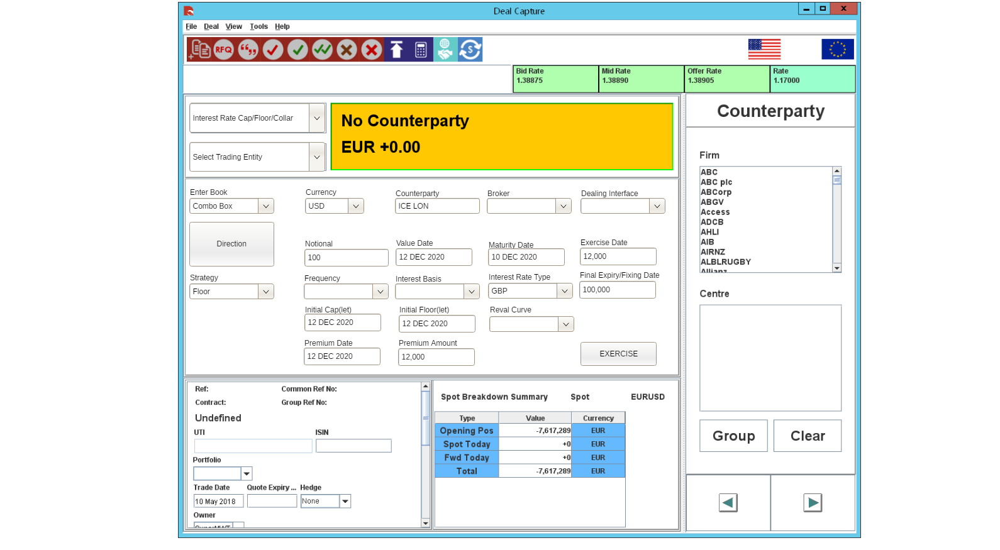 Deal Capture
File Deal View Tools Help
RFQ
Bid Rate Mid Rate Offer Rate Rate
1.38875 1.38890 1.38905 1.17000
Interest Rate Cap/Floor/Collar
Select Trading Entity
No Counterparty
EUR +0.00
Enter Book Currency Counterparty Broker Dealing Interface
Combo Box USD ICE LON
Direction
Notional Value Date Maturity Date Exercise Date
100 12 DEC 2020 10 DEC 2020 12,000
Strategy Frequency Interest Basis Interest Rate Type Final Expiry/Fixing Date
Floor GBP 100,000
Initial Cap(let) Initial Floor(let) Reval Curve
12 DEC 2020 12 DEC 2020
Premium Date Premium Amount
12 DEC 2020 12,000
EXERCISE
Ref: Common Ref No:
Contract: Group Ref No:
Undefined
UTI ISIN
Portfolio
Trade Date Quote Expiry ... Hedge
10 May 2018 None
Owner
Spot Breakdown Summary Spot EURUSD
Type Value Currency
Opening Pos -7,617,289 EUR
Spot Today +0 EUR
Fwd Today +0 EUR
Total -7,617,289 EUR
Counterparty
Firm
ABC
ABC plc
ABCorp
ABGV
Access
ADCB
AHLI
AIB
AIRNZ
ALBLRUGBY
Allianz
Centre
Group Clear